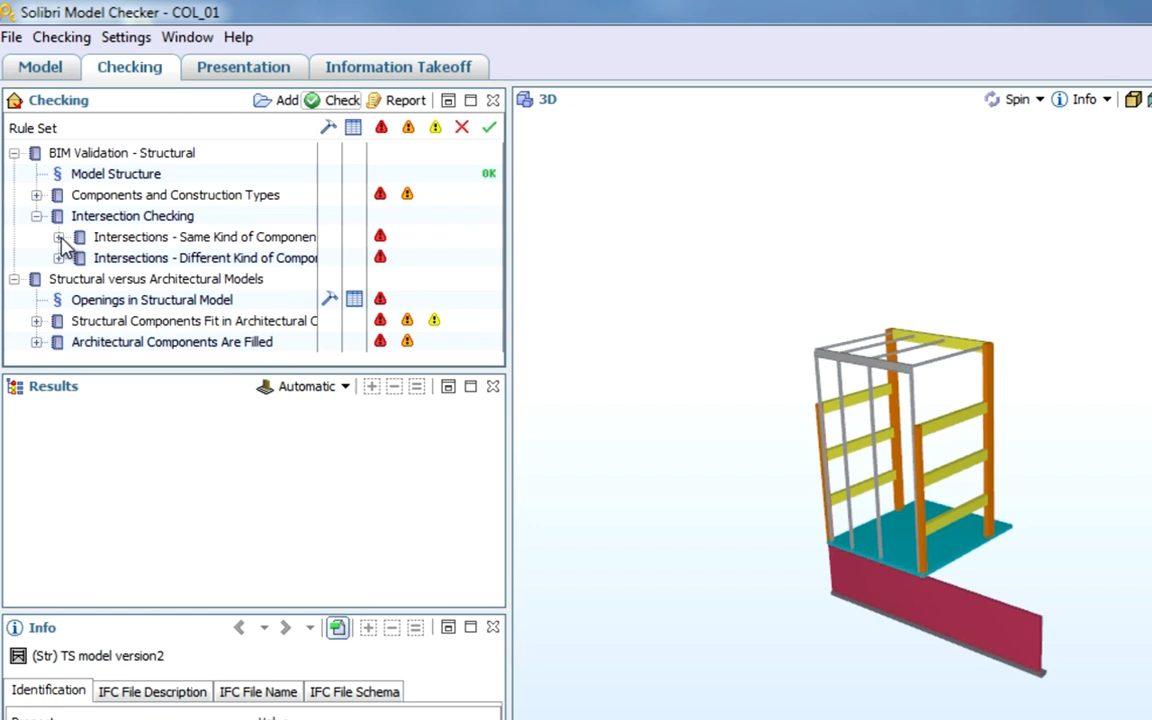 Solibri Model Checker - COL_01
File Checking Settings Window Help
Model Checking Presentation Information Takeoff
Checking Add Check Report
3D Spin Info
Rule Set
BIM Validation - Structural
§ Model Structure OK
Components and Construction Types
Intersection Checking
Intersections - Same Kind of Componen
Intersections - Different Kind of Compo
Structural versus Architectural Models
§ Openings in Structural Model
Structural Components Fit in Architectural C
Architectural Components Are Filled
Results Automatic
Info
(Str) TS model version2
Identification IFC File Description IFC File Name IFC File Schema